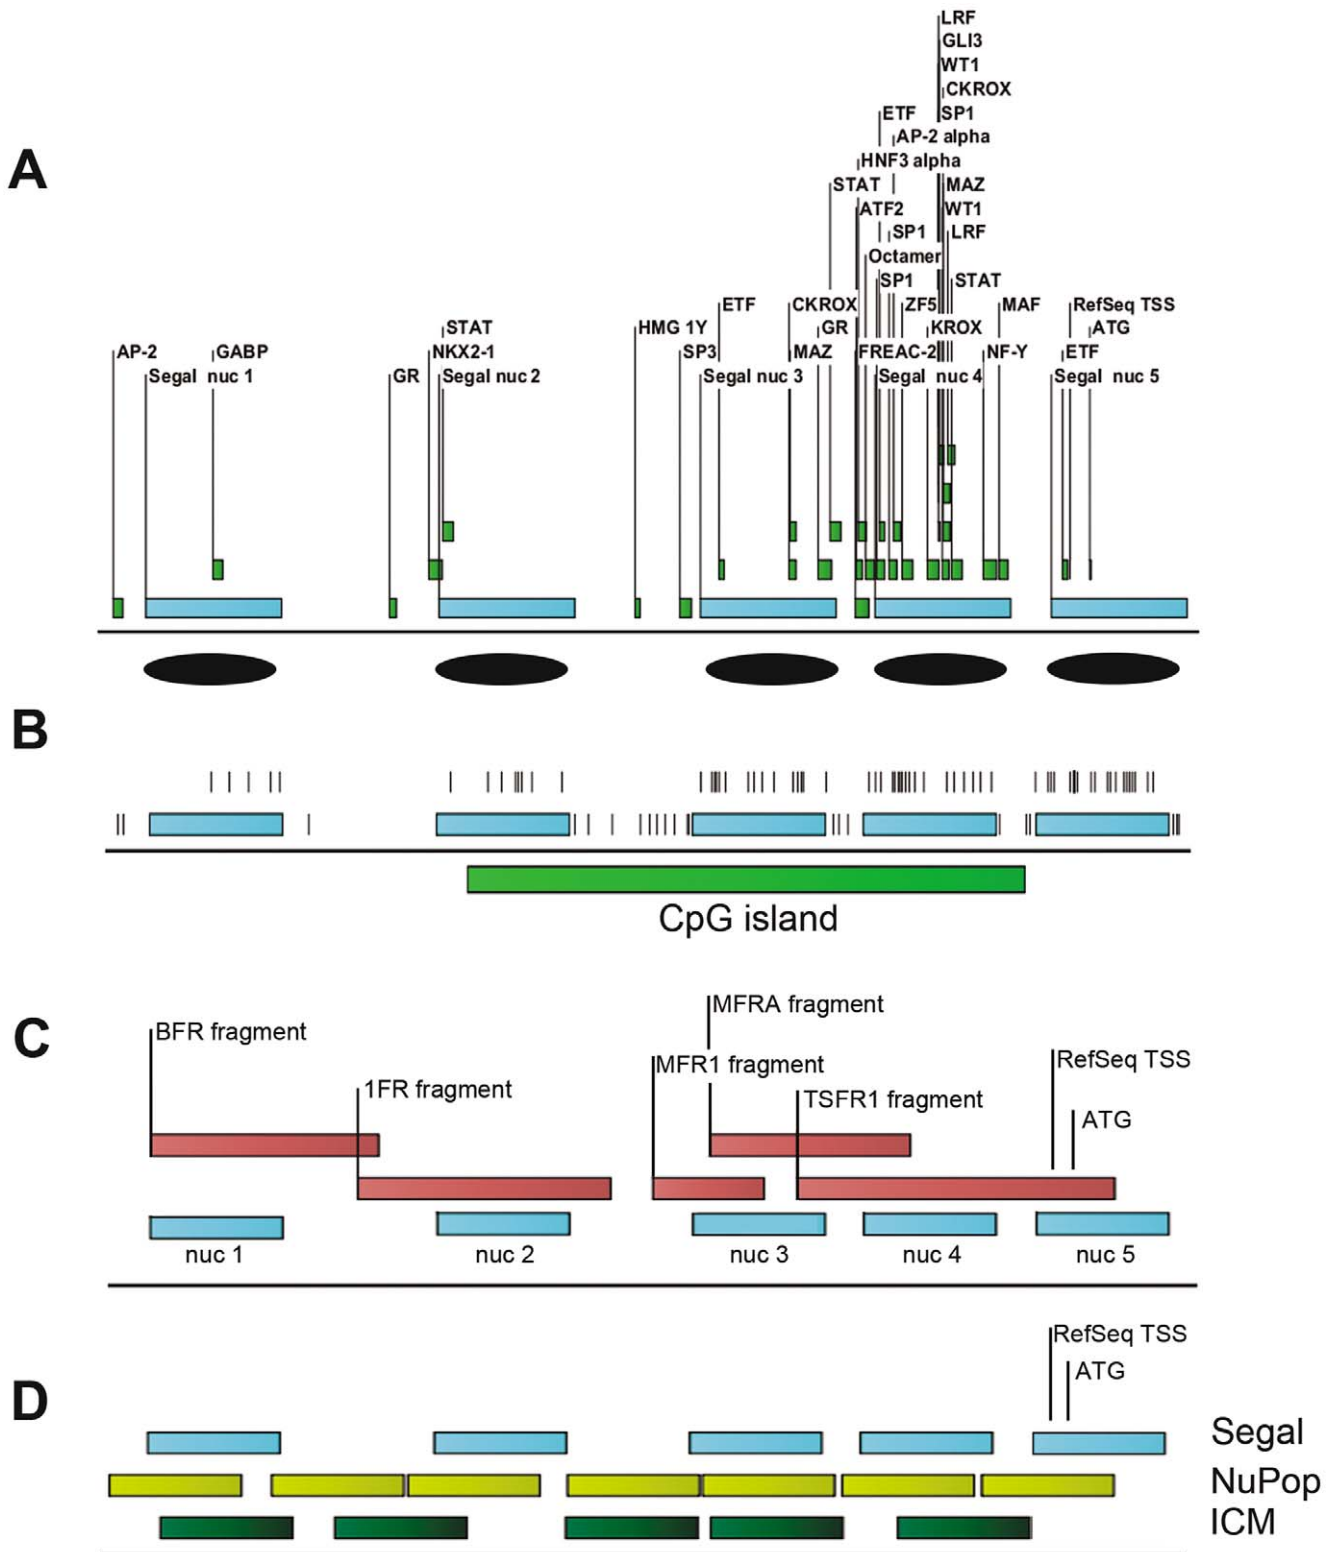 LRF
GLI3
WT1
CKROX
ETF SP1
AP-2 alpha
A
HNF3 alpha
STAT MAZ
ATF2 WT1
SP1 LRF
Octamer
SP1 STAT
ETF CKROX ZF5 MAF RefSeq TSS
STAT HMG 1Y GR KROX ATG
AP-2 GABP NKX2-1 SP3 MAZ FREAC-2 NF-Y ETF
Segal nuc 1 GR Segal nuc 2 Segal nuc 3 Segal nuc 4 Segal nuc 5
B
CpG island
C
MFRA fragment
BFR fragment
RefSeq TSS
MFR1 fragment
1FR fragment
TSFR1 fragment
ATG
nuc 1 nuc 2 nuc 3 nuc 4 nuc 5
RefSeq TSS
ATG
D
Segal
NuPop
ICM